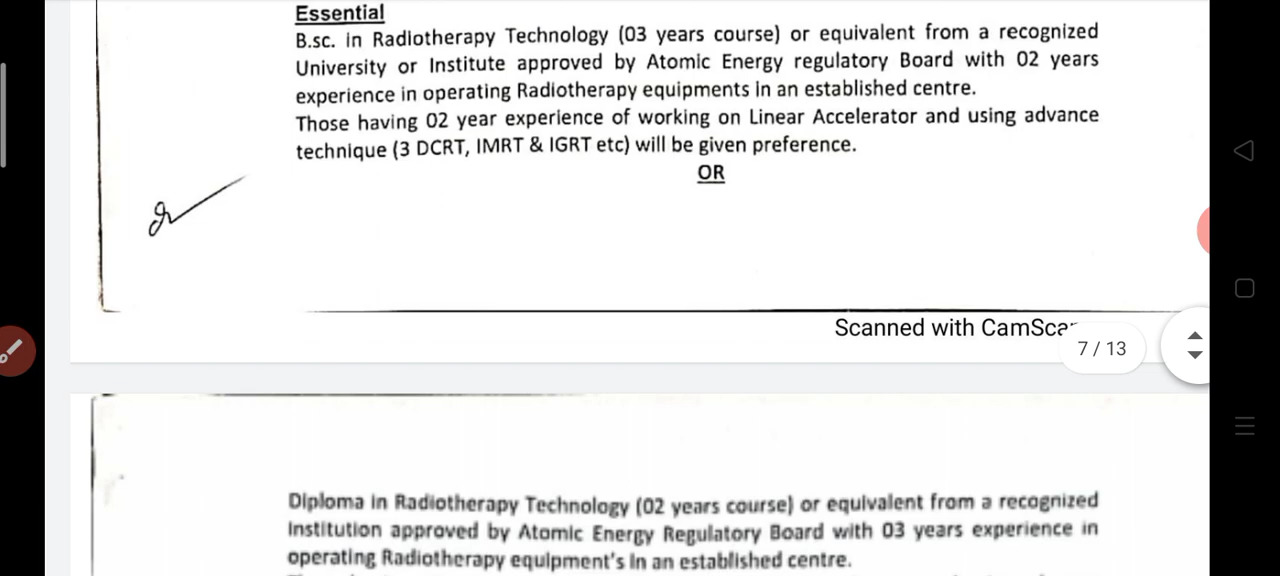 Essential
B.sc. in Radiotherapy Technology (03 years course) or equivalent from a recognized
University or Institute approved by Atomic Energy regulatory Board with 02 years
experience in operating Radiotherapy equipments in an established centre.
Those having 02 year experience of working on Linear Accelerator and using advance
technique (3 DCRT, IMRT & IGRT etc) will be given preference.
OR
Scanned with CamScan
7 / 13
Diploma in Radiotherapy Technology (02 years course) or equivalent from a recognized
Institution approved by Atomic Energy Regulatory Board with 03 years experience in
operating Radiotherapy equipment's in an established centre.